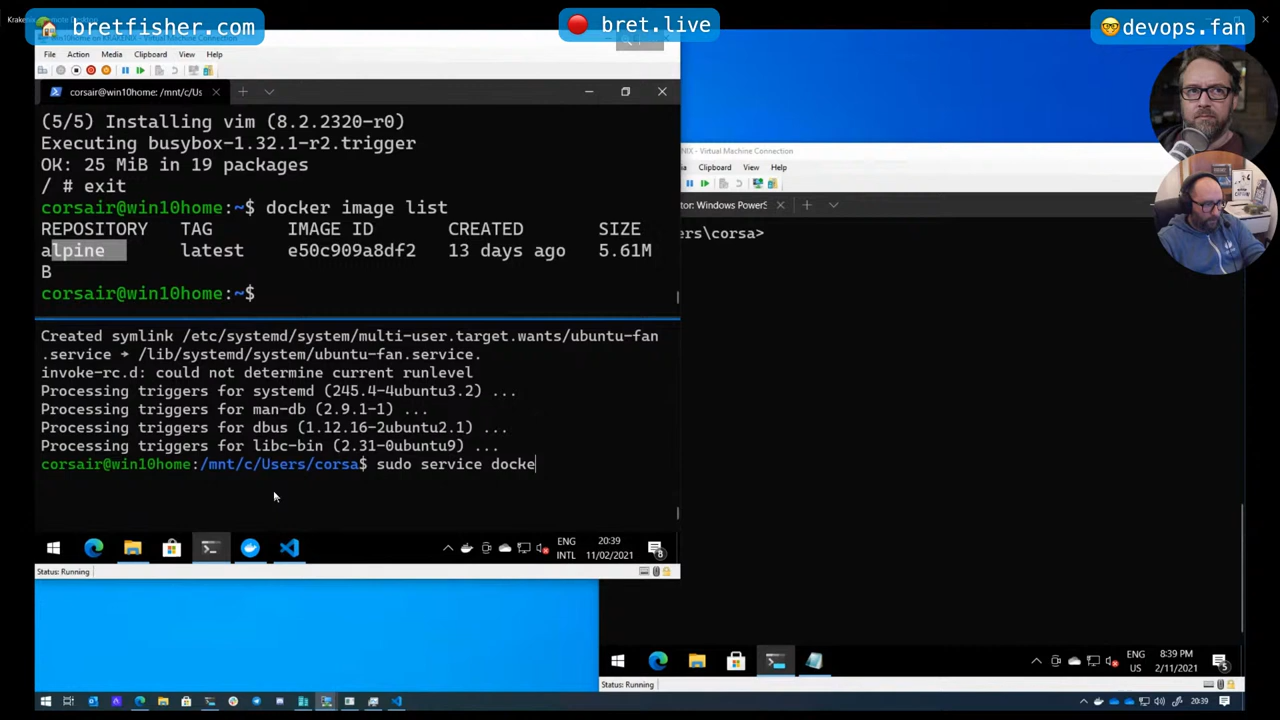 bretfisher.com
bret.live
devops.fan
File Action Media Clipboard View Help
corsair@win10home: /mnt/c/Us
(5/5) Installing vim (8.2.2320-r0)
Executing busybox-1.32.1-r2.trigger
OK: 25 MiB in 19 packages
/ # exit
corsair@win10home:~$ docker image list
REPOSITORY TAG IMAGE ID CREATED SIZE
alpine latest e50c909a8df2 13 days ago 5.61M
B
corsair@win10home:~$
Created symlink /etc/systemd/system/multi-user.target.wants/ubuntu-fan
.service → /lib/systemd/system/ubuntu-fan.service.
invoke-rc.d: could not determine current runlevel
Processing triggers for systemd (245.4-4ubuntu3.2) ...
Processing triggers for man-db (2.9.1-1) ...
Processing triggers for dbus (1.12.16-2ubuntu2.1) ...
Processing triggers for libc-bin (2.31-0ubuntu9) ...
corsair@win10home:/mnt/c/Users/corsa$ sudo service docke
ENG
INTL
20:39
11/02/2021
8
Status: Running
ENIX - Virtual Machine Connection
Clipboard View Help
tor: Windows PowerS
ers\corsa>
ENG
US
8:39 PM
2/11/2021
5
Status: Running
20:39